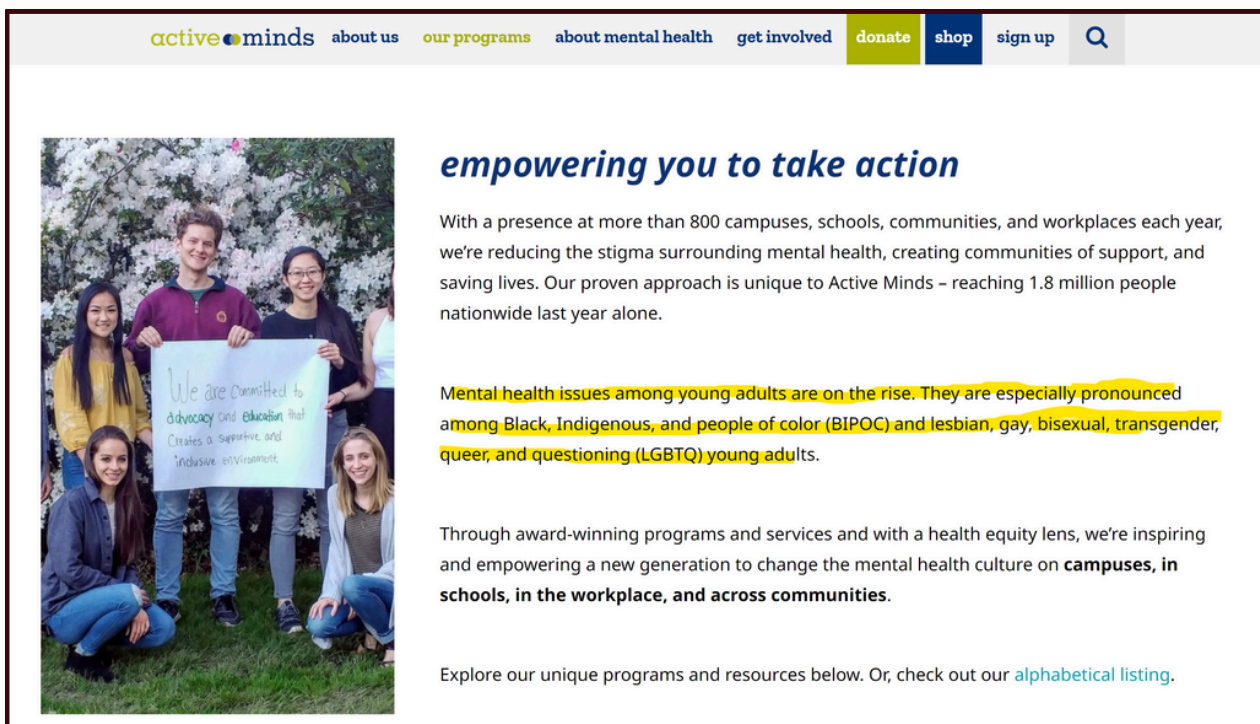 active minds about us our programs about mental health get involved donate shop sign up
empowering you to take action
With a presence at more than 800 campuses, schools, communities, and workplaces each year,
we're reducing the stigma surrounding mental health, creating communities of support, and
saving lives. Our proven approach is unique to Active Minds – reaching 1.8 million people
nationwide last year alone.
We are committed to
advocacy and education that
Creates a supportive and
inclusive environment.
Mental health issues among young adults are on the rise. They are especially pronounced
among Black, Indigenous, and people of color (BIPOC) and lesbian, gay, bisexual, transgender,
queer, and questioning (LGBTQ) young adults.
Through award-winning programs and services and with a health equity lens, we're inspiring
and empowering a new generation to change the mental health culture on campuses, in
schools, in the workplace, and across communities.
Explore our unique programs and resources below. Or, check out our alphabetical listing.